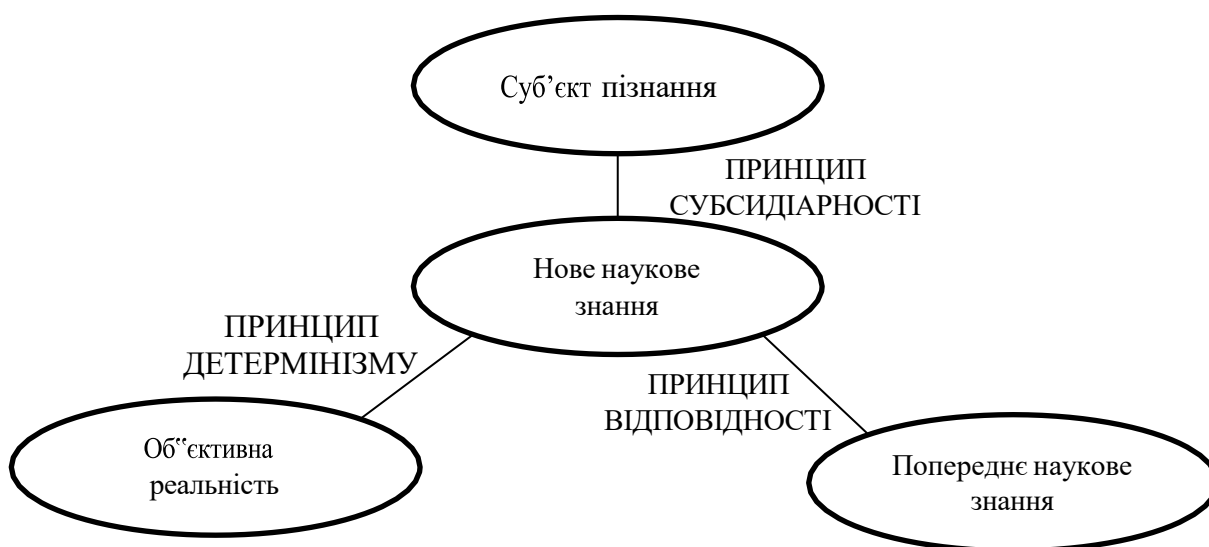 Суб’єкт пізнання
ПРИНЦИП
СУБСИДІАРНОСТІ
Нове наукове
знання
ПРИНЦИП
ДЕТЕРМІНІЗМУ
ПРИНЦИП
ВІДПОВІДНОСТІ
Об‟єктивна
реальність
Попереднє наукове
знання